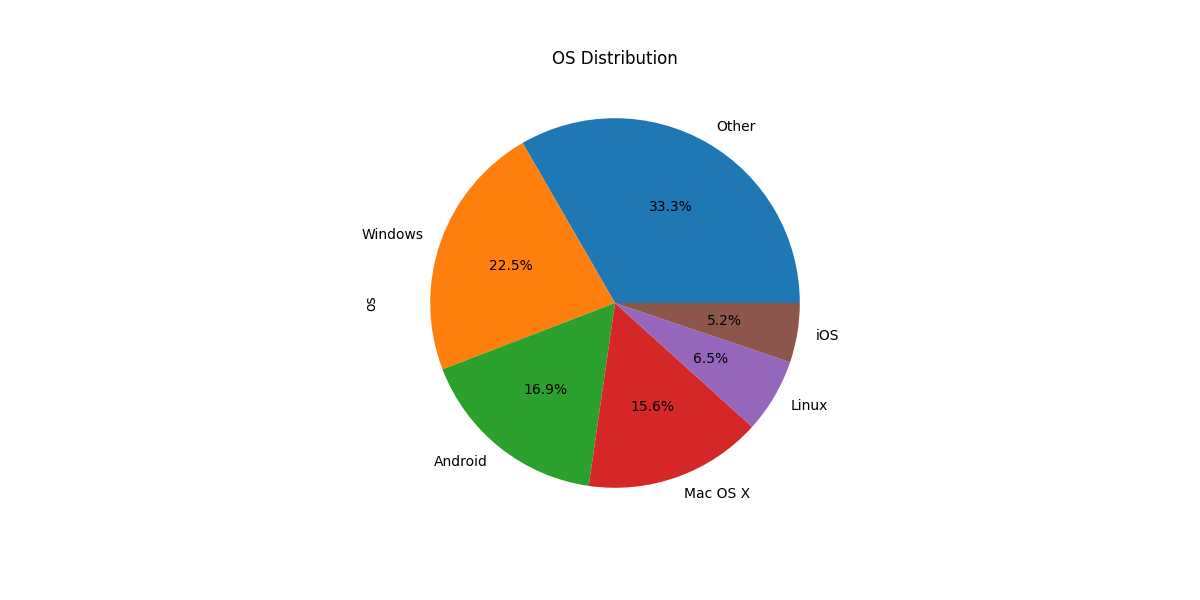 OS Distribution
Other
33.3%
Windows
22.5%
os
5.2%
iOS
6.5%
16.9%
15.6%
Linux
Android
Mac OS X